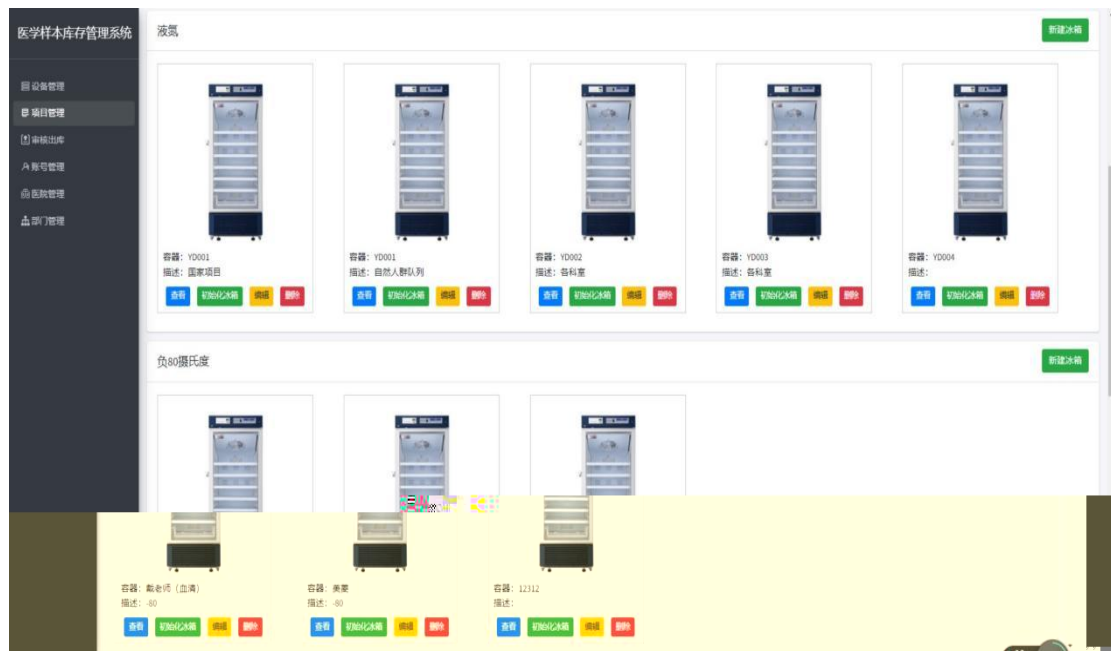 医学样本库存管理系统
设备管理
项目管理
审核出库
账号管理
医院管理
部门管理
液氮
新建冰箱
容器：YD001
描述：国家项目
查看 初始化冰箱 编辑 删除
容器：YD001
描述：自然人群队列
查看 初始化冰箱 编辑 删除
容器：YD002
描述：各科室
查看 初始化冰箱 编辑 删除
容器：YD003
描述：各科室
查看 初始化冰箱 编辑 删除
容器：YD004
描述：
查看 初始化冰箱 编辑 删除
负80摄氏度
新建冰箱
容器：戴老师（血清）
描述：-80
查看 初始化冰箱 编辑 删除
容器：美菱
描述：-80
查看 初始化冰箱 编辑 删除
容器：12312
描述：
查看 初始化冰箱 编辑 删除